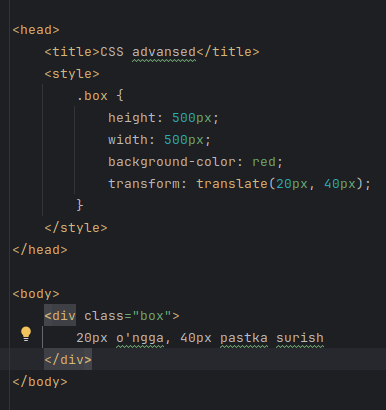 <head>
    <title>CSS advansed</title>
    <style>
        .box {
            height: 500px;
            width: 500px;
            background-color: red;
            transform: translate(20px, 40px);
        }
    </style>
</head>

<body>
    <div class="box">
        20px o'ngga, 40px pastka surish
    </div>
</body>